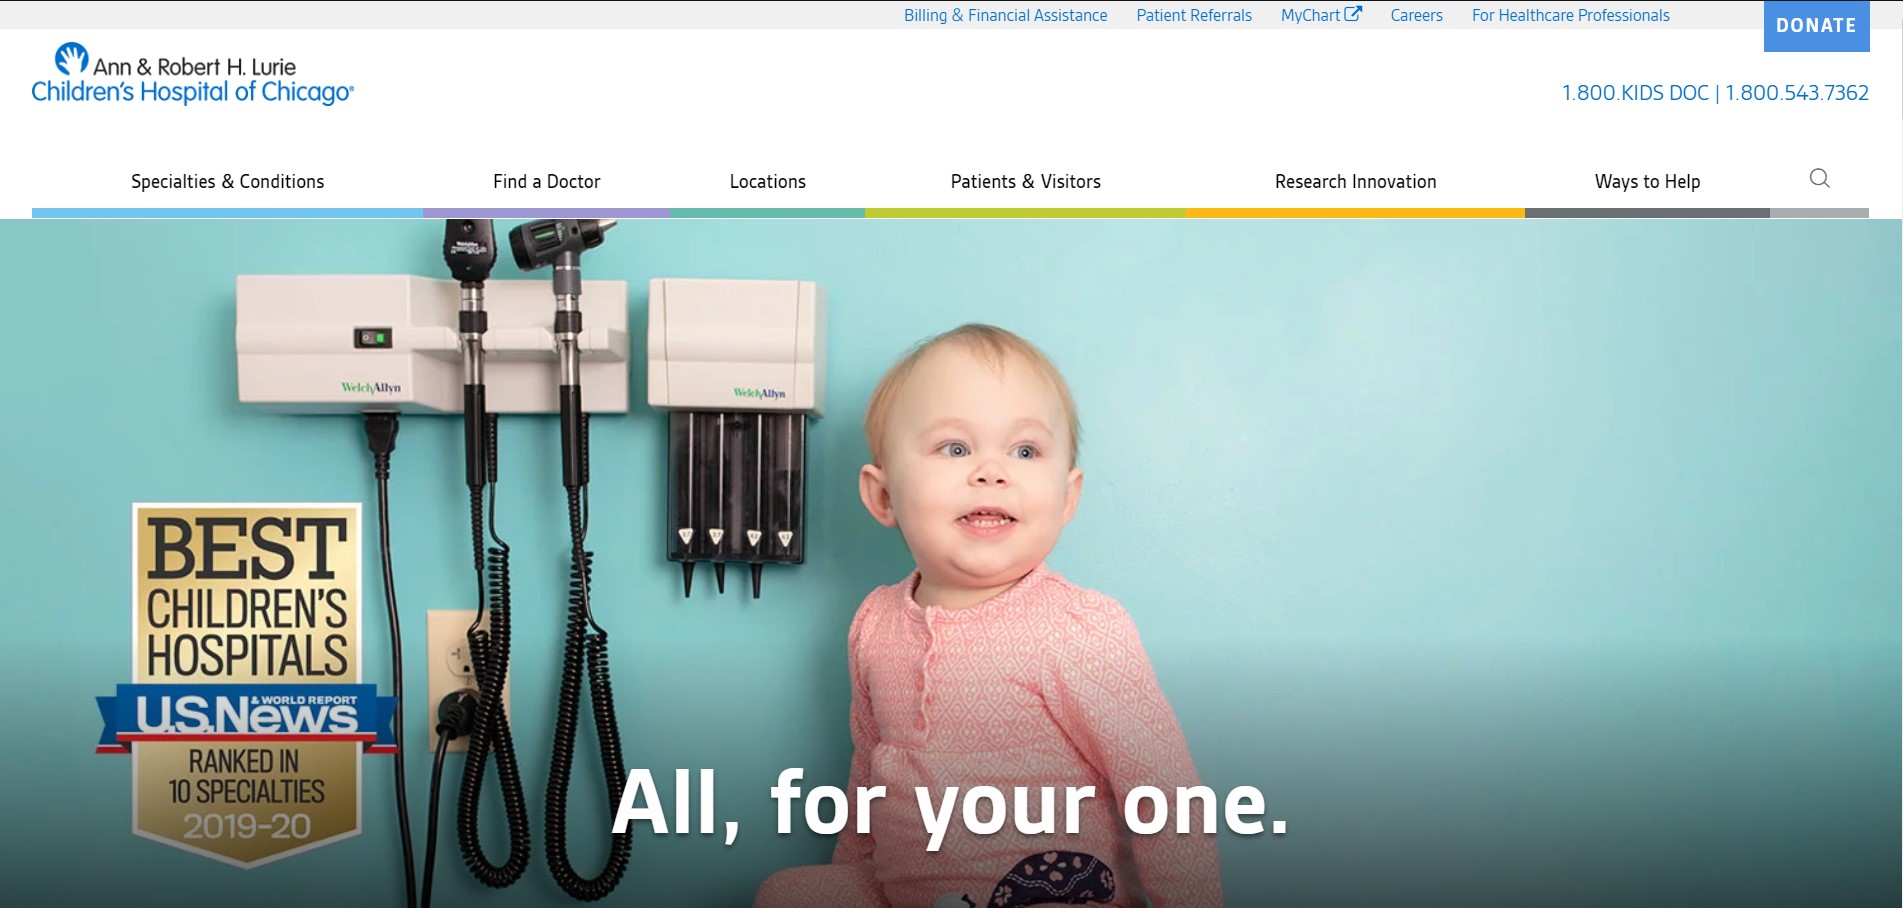 Billing & Financial Assistance Patient Referrals MyChart Careers For Healthcare Professionals
DONATE
Ann & Robert H. Lurie
Children's Hospital of Chicago®
1.800.KIDS DOC | 1.800.543.7362
Specialties & Conditions Find a Doctor Locations Patients & Visitors Research Innovation Ways to Help
WelchAllyn
WelchAllyn
BEST
CHILDREN'S
HOSPITALS
U.S.News & WORLD REPORT
RANKED IN
10 SPECIALTIES
2019-20
All, for your one.